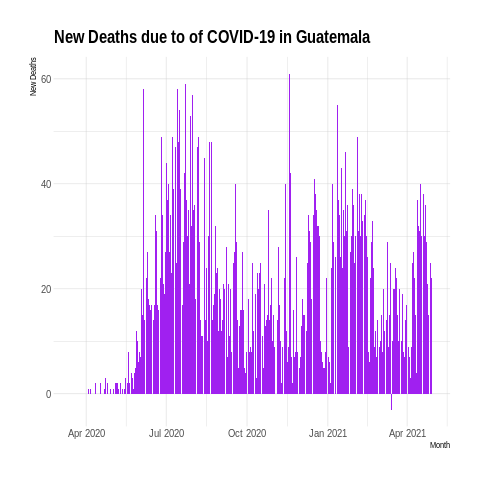 New Deaths due to of COVID-19 in Guatemala
New Deaths
60
40
20
0
Apr 2020
Jul 2020
Oct 2020
Jan 2021
Apr 2021
Month